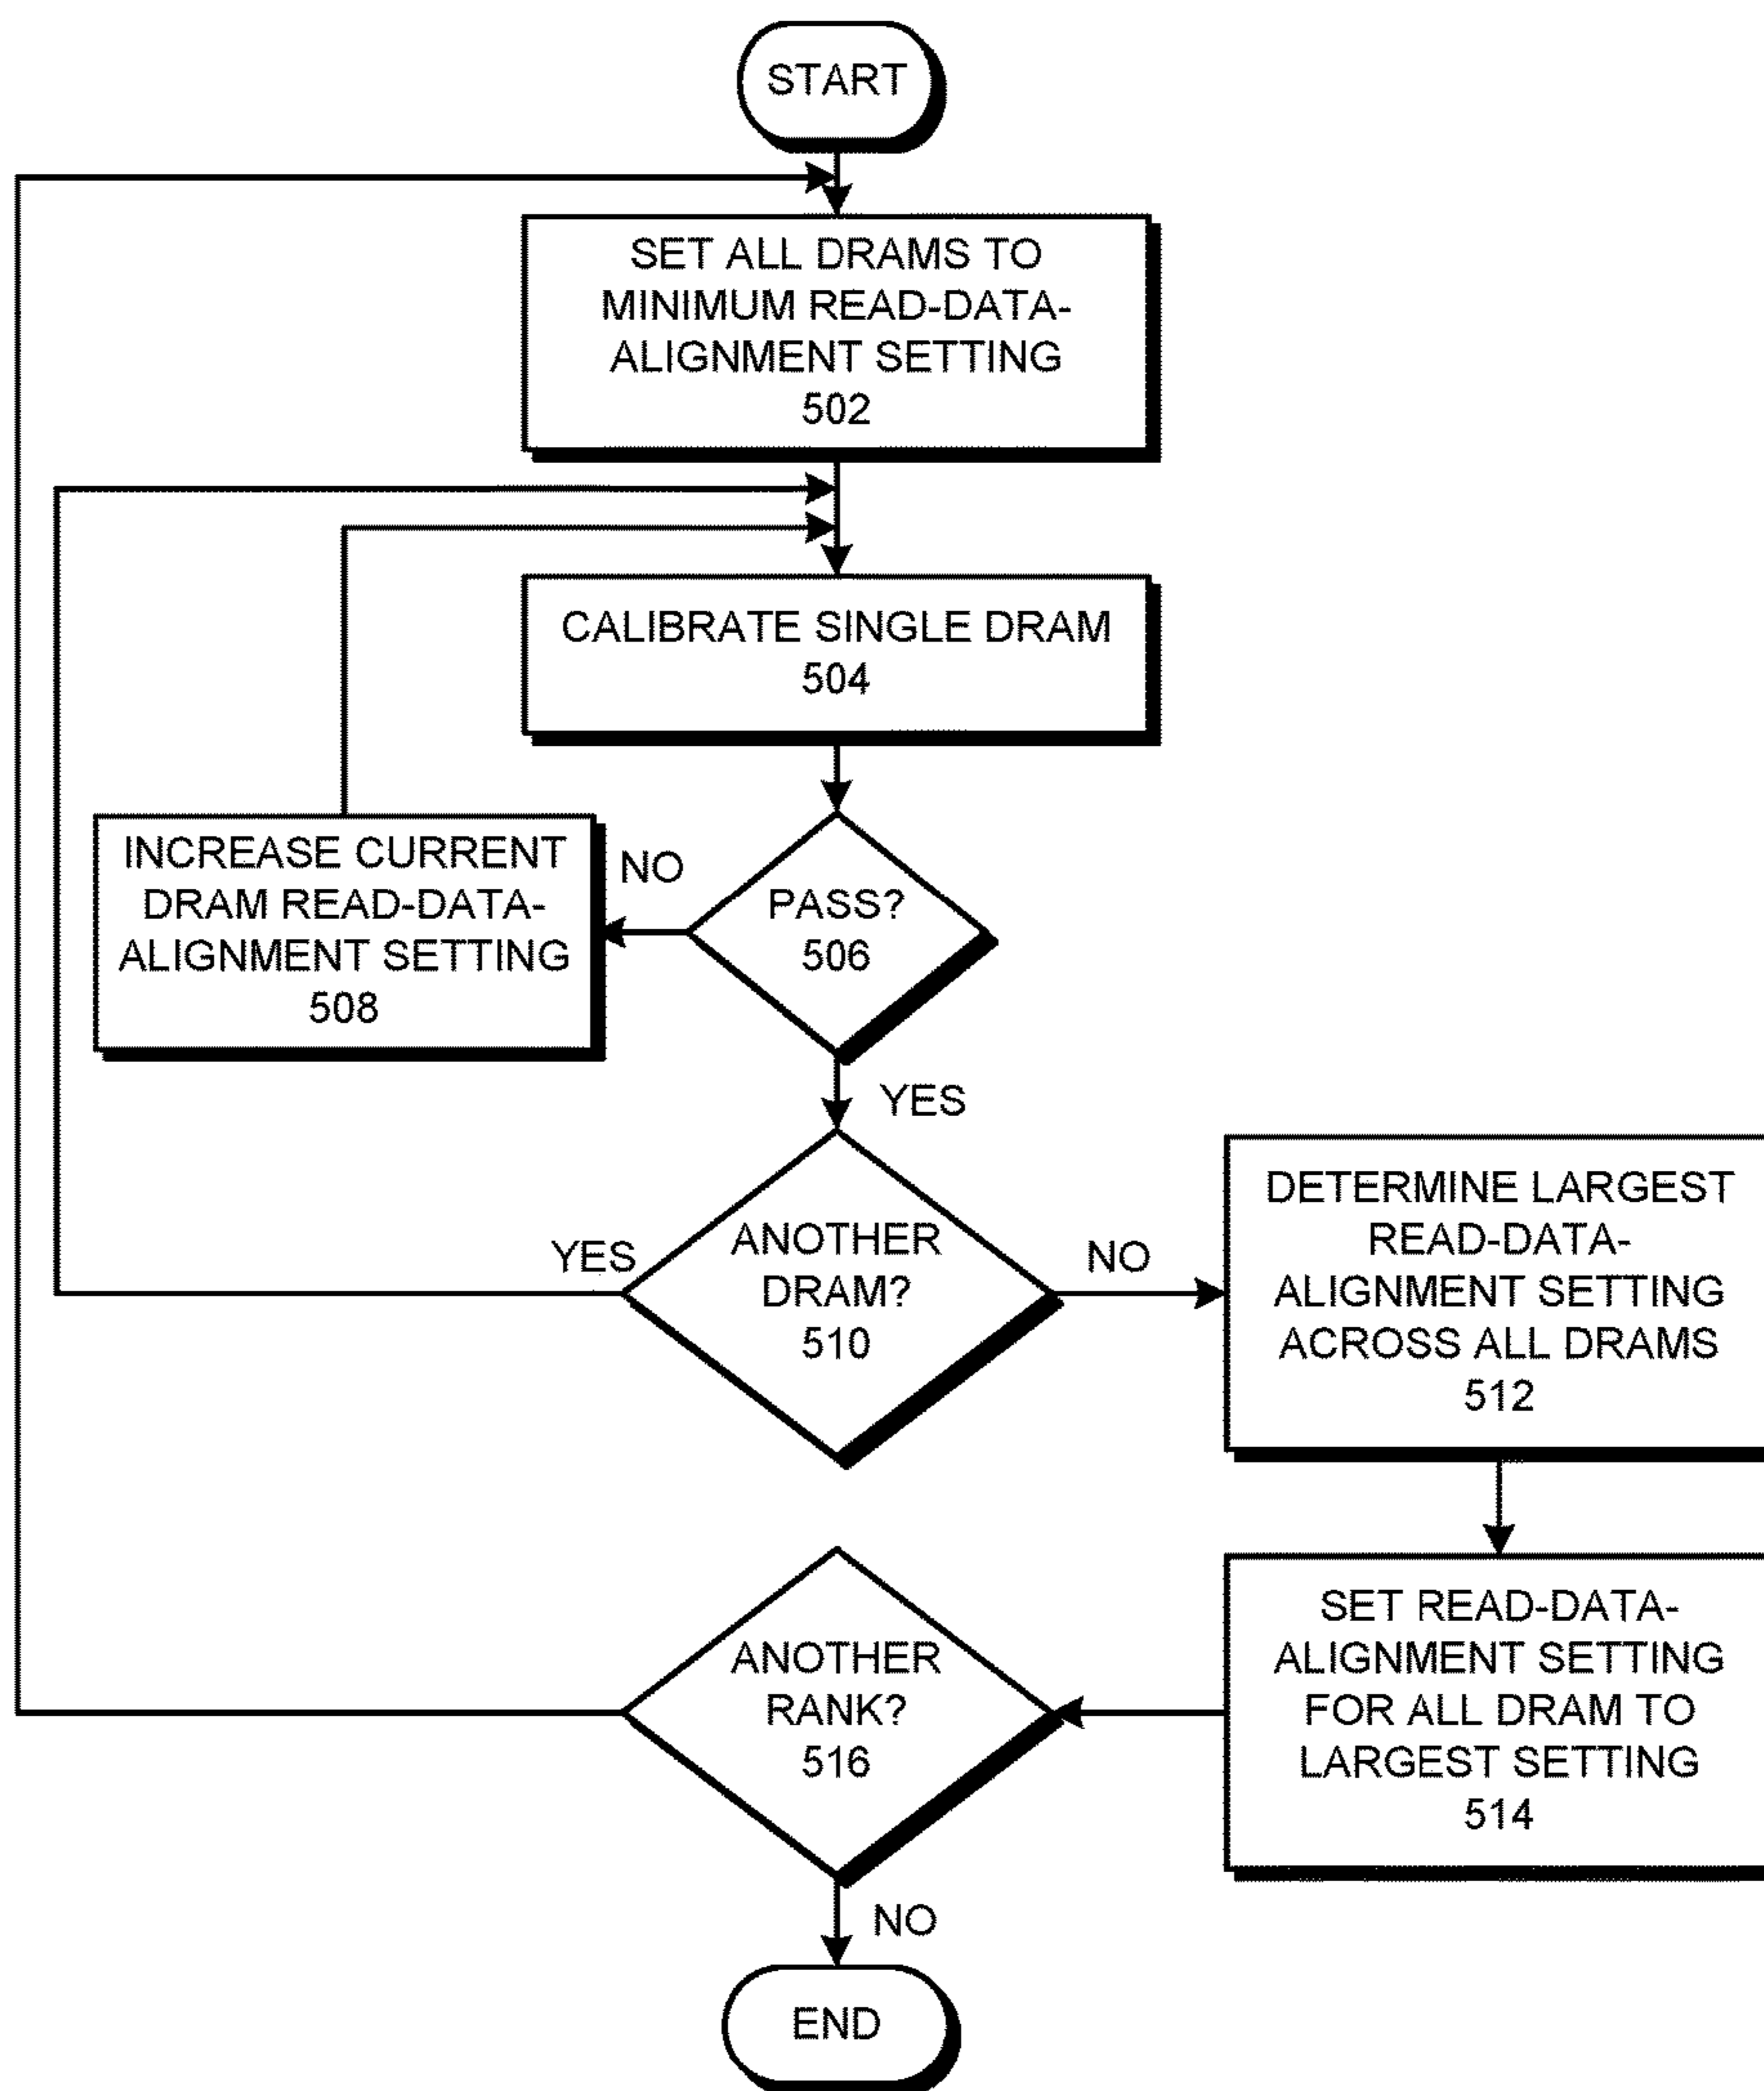 START
SET ALL DRAMS TO
MINIMUM READ-DATA-
ALIGNMENT SETTING
502
CALIBRATE SINGLE DRAM
504
INCREASE CURRENT
DRAM READ-DATA-
ALIGNMENT SETTING
508
NO
PASS?
506
YES
YES
ANOTHER
DRAM?
510
NO
DETERMINE LARGEST
READ-DATA-
ALIGNMENT SETTING
ACROSS ALL DRAMS
512
SET READ-DATA-
ALIGNMENT SETTING
FOR ALL DRAM TO
LARGEST SETTING
514
ANOTHER
RANK?
516
NO
END